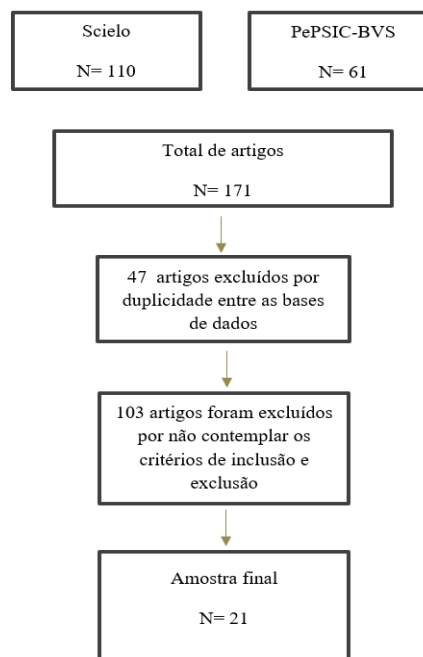 Scielo
N= 110
PePSIC-BVS
N= 61
Total de artigos
N= 171
47 artigos excluídos por
duplicidade entre as bases
de dados
103 artigos foram excluídos
por não contemplar os
critérios de inclusão e
exclusão
Amostra final
N= 21